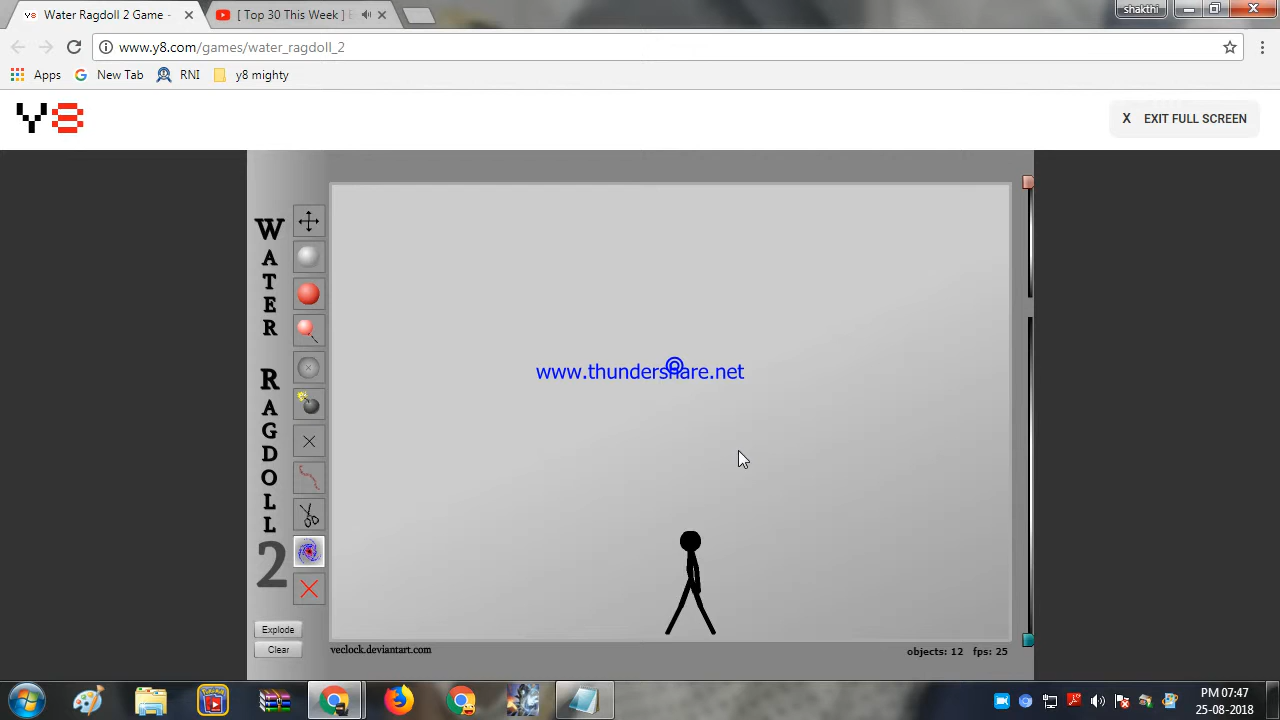 Water Ragdoll 2 Game -
[ Top 30 This Week ] E
shakthi
www.y8.com/games/water_ragdoll_2
Apps
New Tab
RNI
y8 mighty
Y8
X EXIT FULL SCREEN
WATER RAGDOLL 2
www.thundershare.net
Explode
Clear
veclock.deviantart.com
objects: 12 fps: 25
PM 07:47
25-08-2018